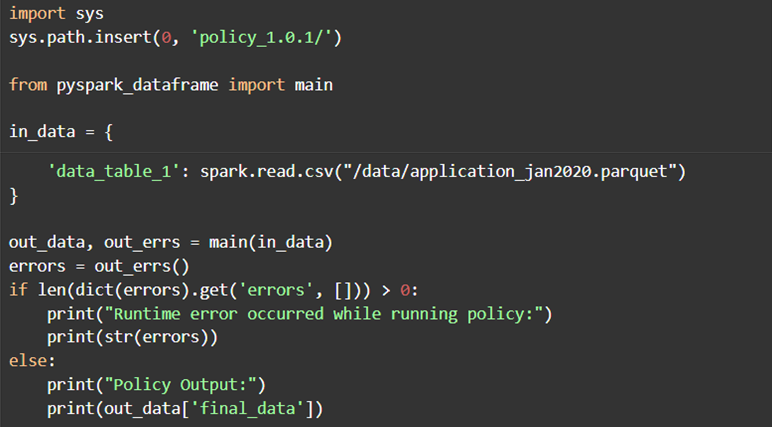 import sys
sys.path.insert(0, 'policy_1.0.1/')
from pyspark_dataframe import main
in_data = {
    'data_table_1': spark.read.csv("/data/application_jan2020.parquet")
}
out_data, out_errs = main(in_data)
errors = out_errs()
if len(dict(errors).get('errors', [])) > 0:
    print("Runtime error occurred while running policy:")
    print(str(errors))
else:
    print("Policy Output:")
    print(out_data['final_data'])